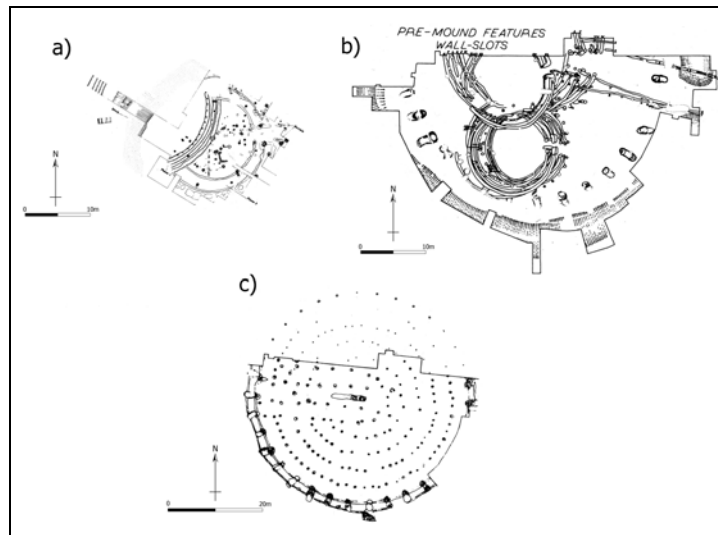 a)
b)
PRE-MOUND FEATURES
WALL-SLOTS
N
0 10m
N
0 10m
c)
N
0 20m